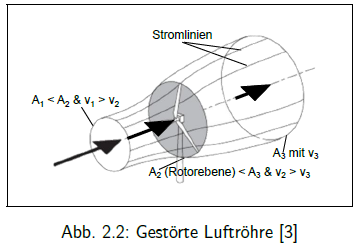 Stromlinien
A₁ < A₂ & v₁ > v₂
A₃ mit v₃
A₂ (Rotorebene) < A₃ & v₂ > v₃
Abb. 2.2: Gestörte Luftröhre [3]